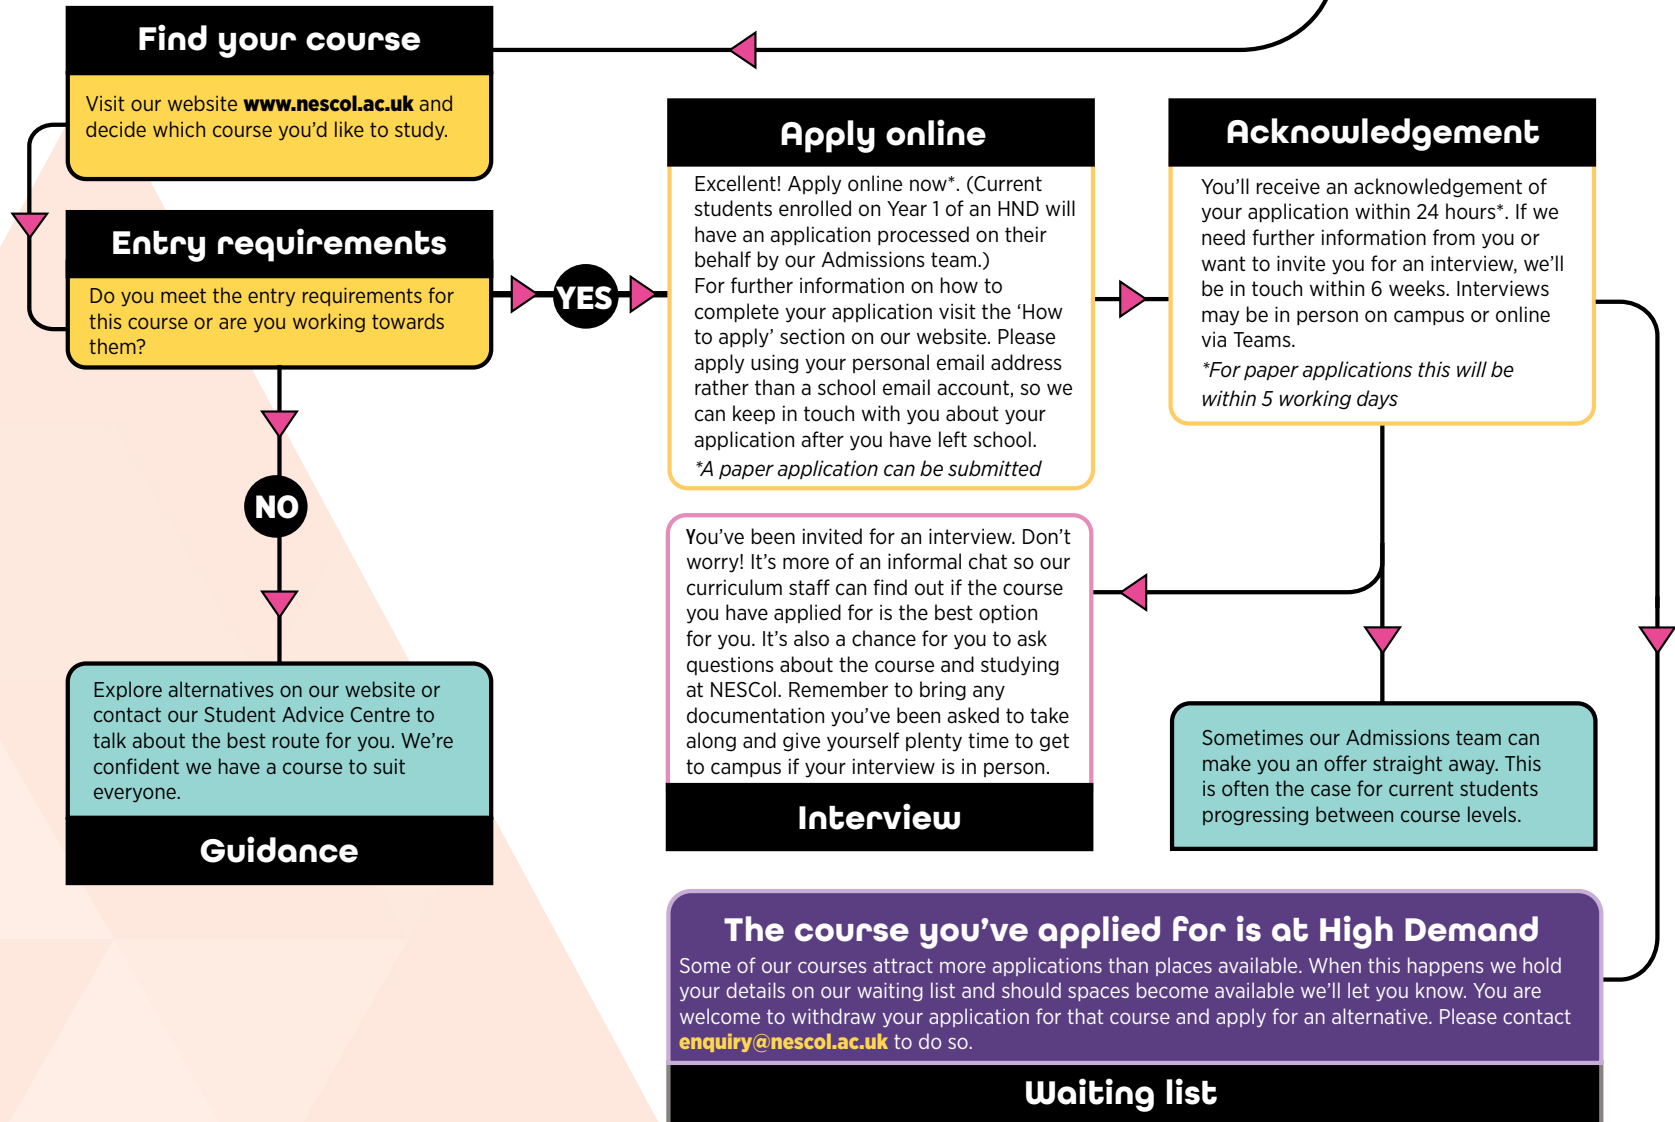 Find your course
Visit our website www.nescol.ac.uk and
decide which course you'd like to study.
Entry requirements
Do you meet the entry requirements for
this course or are you working towards
them?
YES
NO
Explore alternatives on our website or
contact our Student Advice Centre to
talk about the best route for you. We're
confident we have a course to suit
everyone.
Guidance
Apply online
Excellent! Apply online now*. (Current
students enrolled on Year 1 of an HND will
have an application processed on their
behalf by our Admissions team.)
For further information on how to
complete your application visit the 'How
to apply' section on our website. Please
apply using your personal email address
rather than a school email account, so we
can keep in touch with you about your
application after you have left school.
*A paper application can be submitted
Acknowledgement
You'll receive an acknowledgement of
your application within 24 hours*. If we
need further information from you or
want to invite you for an interview, we'll
be in touch within 6 weeks. Interviews
may be in person on campus or online
via Teams.
*For paper applications this will be
within 5 working days
You've been invited for an interview. Don't
worry! It's more of an informal chat so our
curriculum staff can find out if the course
you have applied for is the best option
for you. It's also a chance for you to ask
questions about the course and studying
at NESCol. Remember to bring any
documentation you've been asked to take
along and give yourself plenty time to get
to campus if your interview is in person.
Interview
Sometimes our Admissions team can
make you an offer straight away. This
is often the case for current students
progressing between course levels.
The course you've applied for is at High Demand
Some of our courses attract more applications than places available. When this happens we hold
your details on our waiting list and should spaces become available we'll let you know. You are
welcome to withdraw your application for that course and apply for an alternative. Please contact
enquiry@nescol.ac.uk to do so.
Waiting list